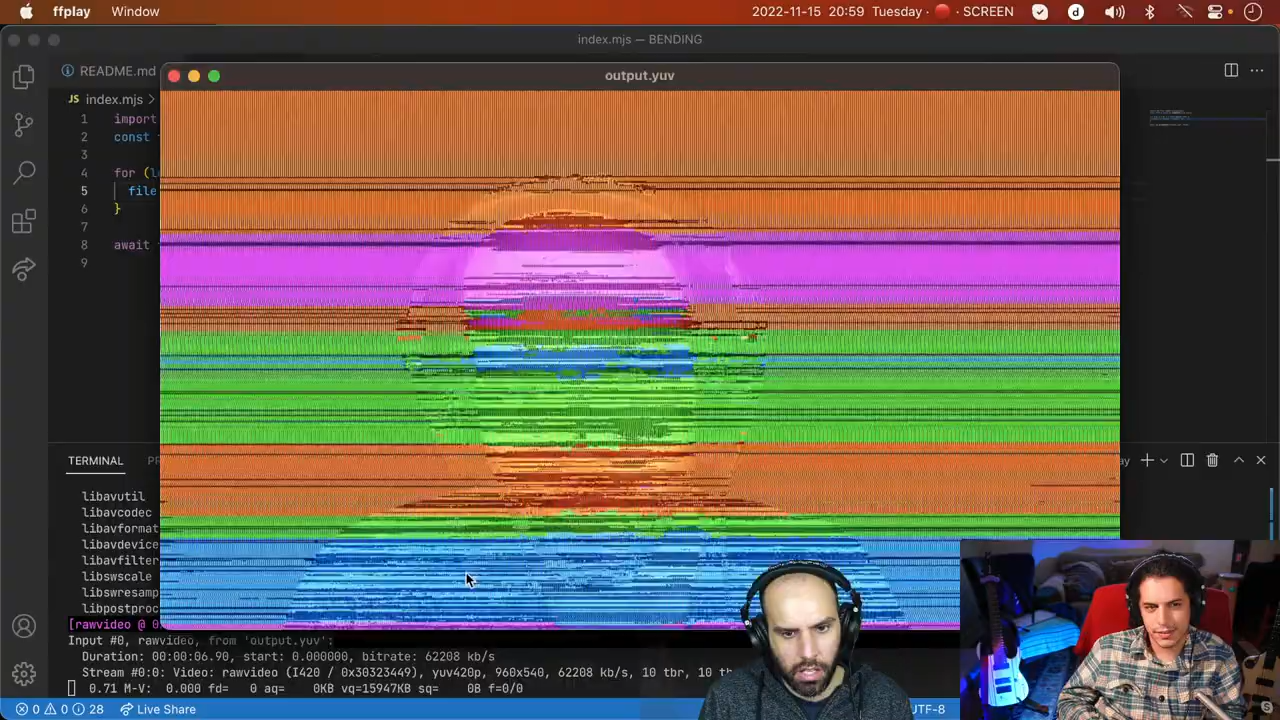 ffplay Window 2022-11-15 20:59 Tuesday SCREEN
index.mjs — BENDING
README.md
output.yuv
JS index.mjs >
1 import
2 const
3
4 for (
5 file
6 }
7
8 await
9
TERMINAL
libavutil
libavcodec
libavformat
libavdevice
libavfilter
libswscale
libswresamp
libpostproc
[rawvideo @ 0
Input #0, rawvideo, from 'output.yuv':
Duration: 00:00:06.90, start: 0.000000, bitrate: 62208 kb/s
Stream #0:0: Video: rawvideo (I420 / 0x30323449), yuv420p, 960x540, 62208 kb/s, 10 tbr, 10 t
0.71 M-V: 0.000 fd= 0 aq= 0KB vq=15947KB sq= 0B f=0/0
0 0 28 Live Share UTF-8